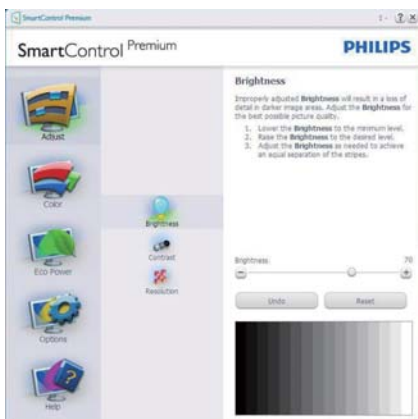 SmartControl Premium
SmartControl Premium
PHILIPS
Adjust
Color
Eco Power
Options
Help
Brightness
Contrast
Resolution
Brightness
Improperly adjusted Brightness will result in a loss of
detail in darker image areas. Adjust the Brightness for
the best possible picture quality.
1. Lower the Brightness to the minimum level.
2. Raise the Brightness to the desired level.
3. Adjust the Brightness as needed to achieve
an equal separation of the stripes.
Brightness: 70
Undo Reset